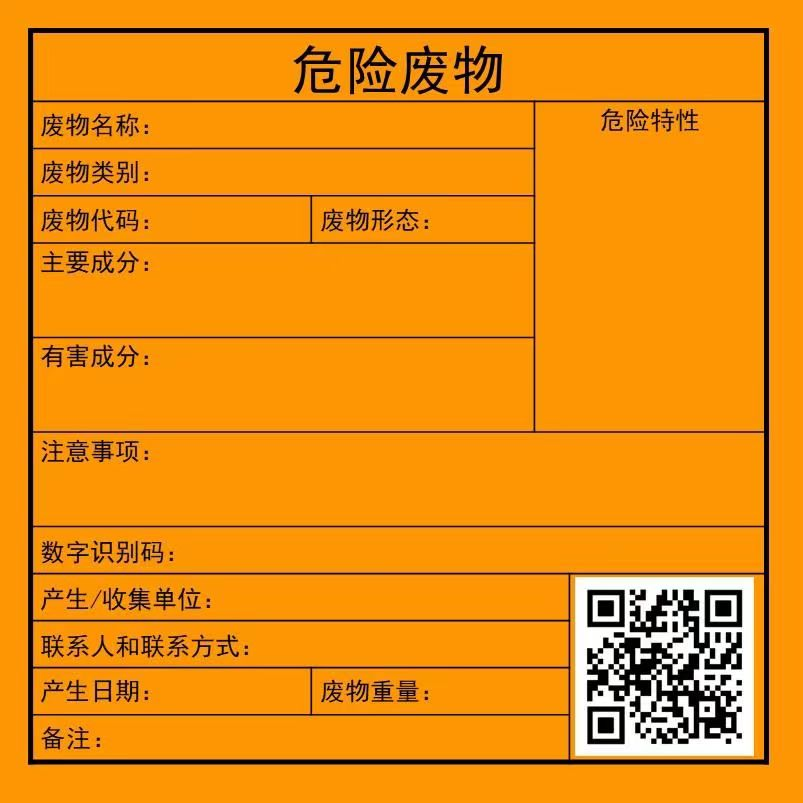 危险废物
废物名称：
危险特性
废物类别：
废物代码：
废物形态：
主要成分：
有害成分：
注意事项：
数字识别码：
产生/收集单位：
联系人和联系方式：
产生日期：
废物重量：
备注：